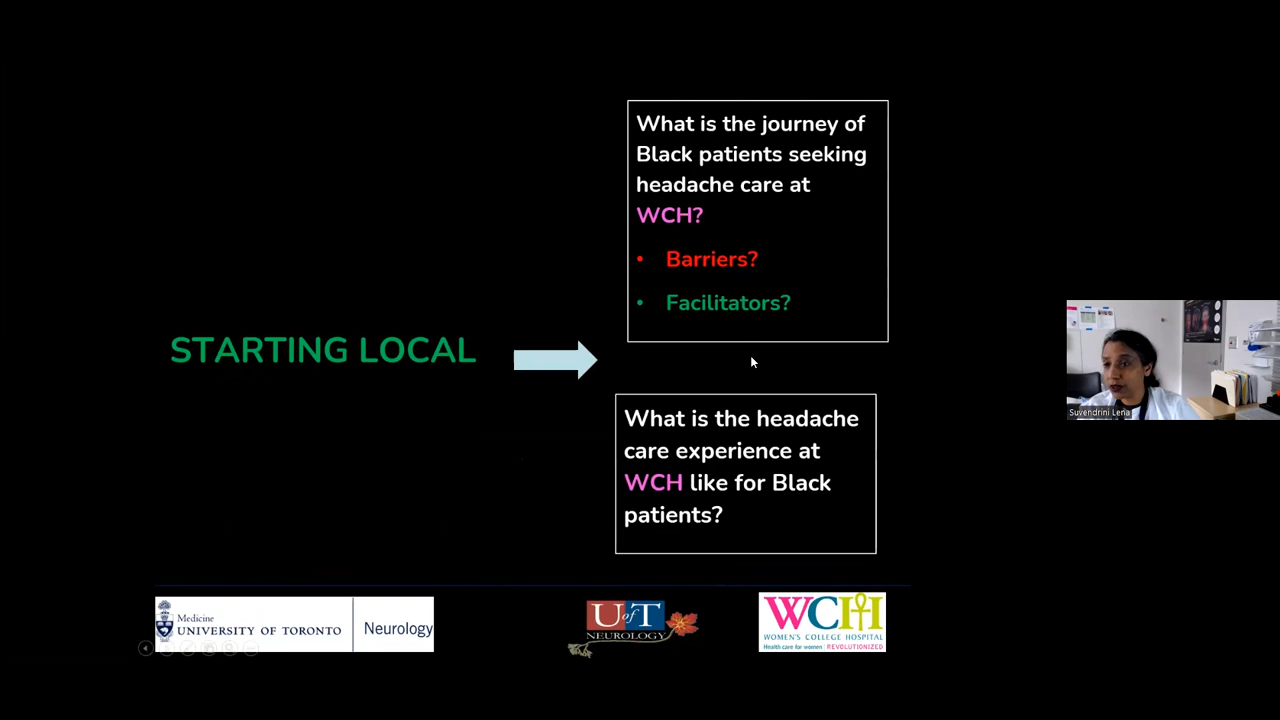 What is the journey of
Black patients seeking
headache care at
WCH?
• Barriers?
• Facilitators?
STARTING LOCAL
What is the headache
care experience at
WCH like for Black
patients?
Suvendrini Lena
Medicine
UNIVERSITY OF TORONTO
Neurology
U of T
NEUROLOGY
WCH
WOMEN'S COLLEGE HOSPITAL
Health care for women | REVOLUTIONIZED